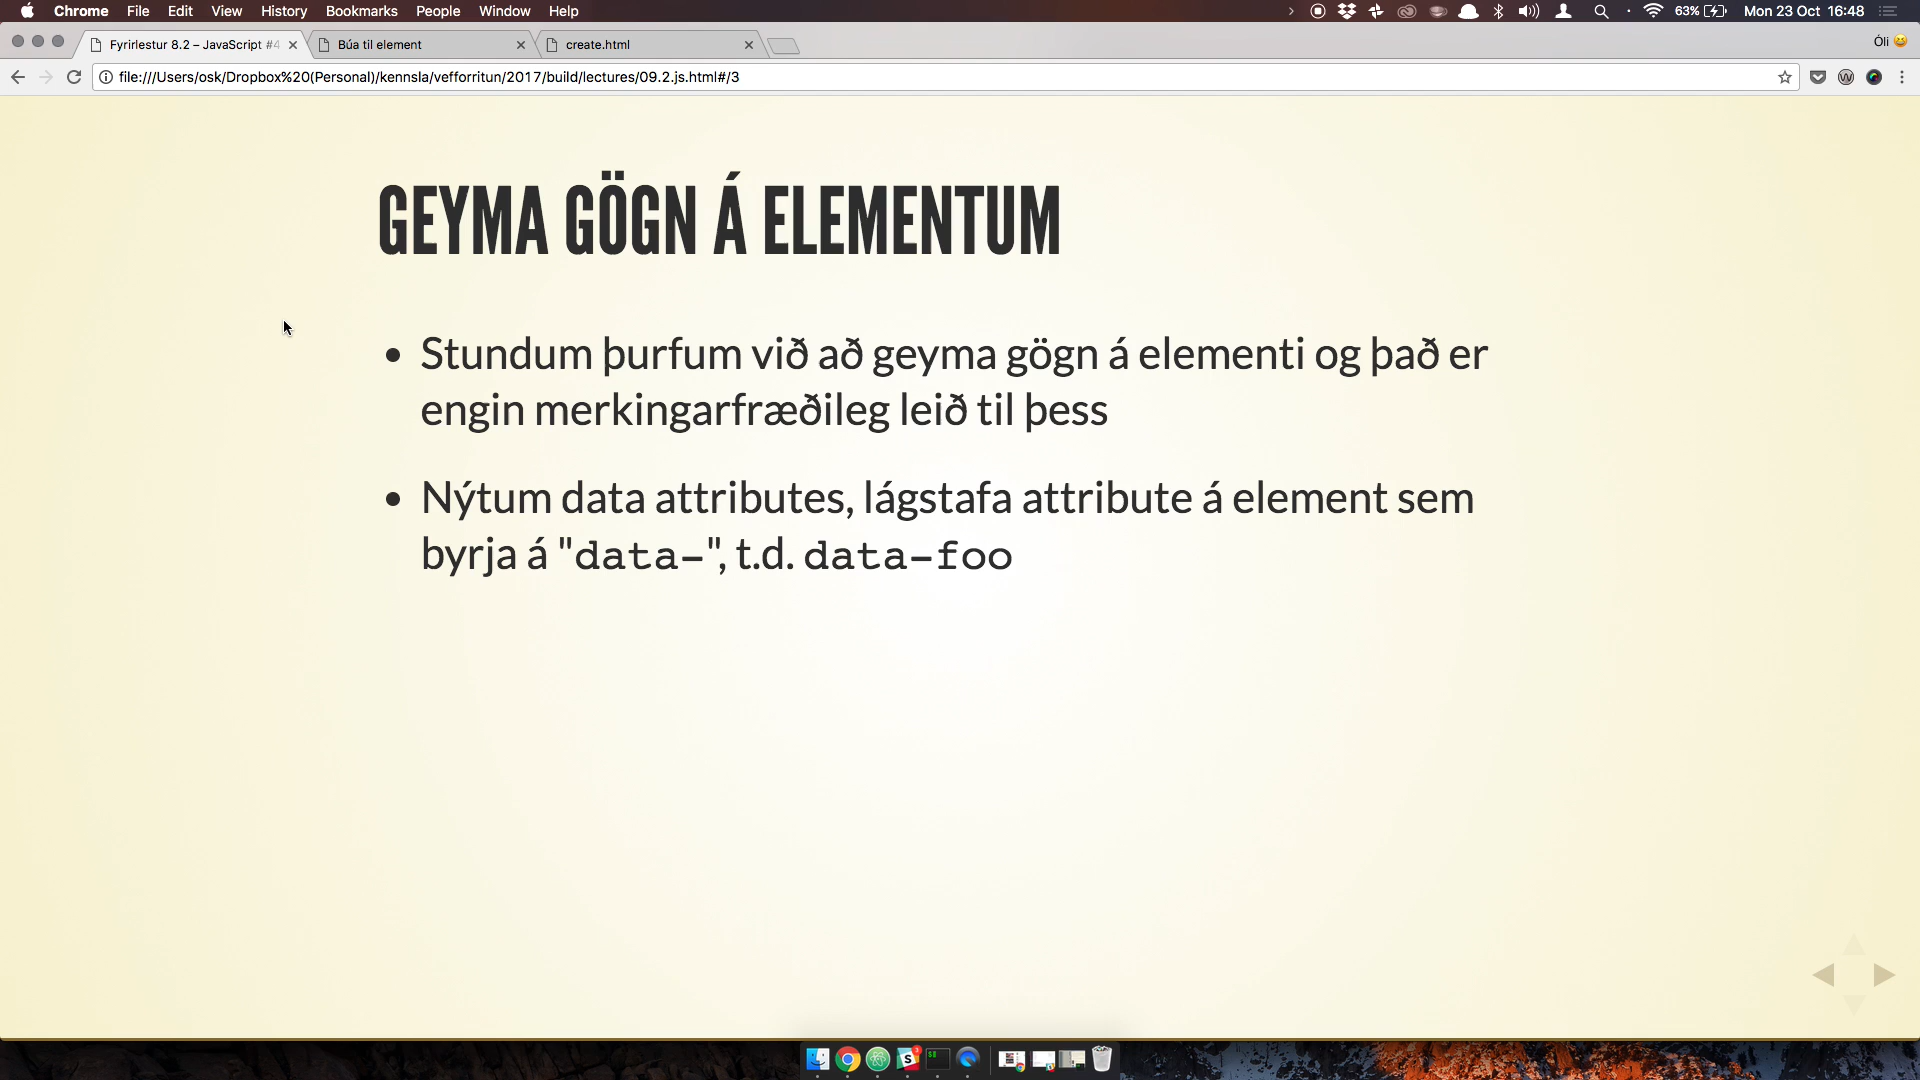 Chrome File Edit View History Bookmarks People Window Help 63% Mon 23 Oct 16:48
Fyrirlestur 8.2 – JavaScript #4 Búa til element create.html Óli
file:///Users/osk/Dropbox%20(Personal)/kennsla/vefforritun/2017/build/lectures/09.2.js.html#/3
GEYMA GÖGN Á ELEMENTUM
• Stundum þurfum við að geyma gögn á elementi og það er
engin merkingarfræðileg leið til þess
• Nýtum data attributes, lágstafa attribute á element sem
byrja á "data-", t.d. data-foo